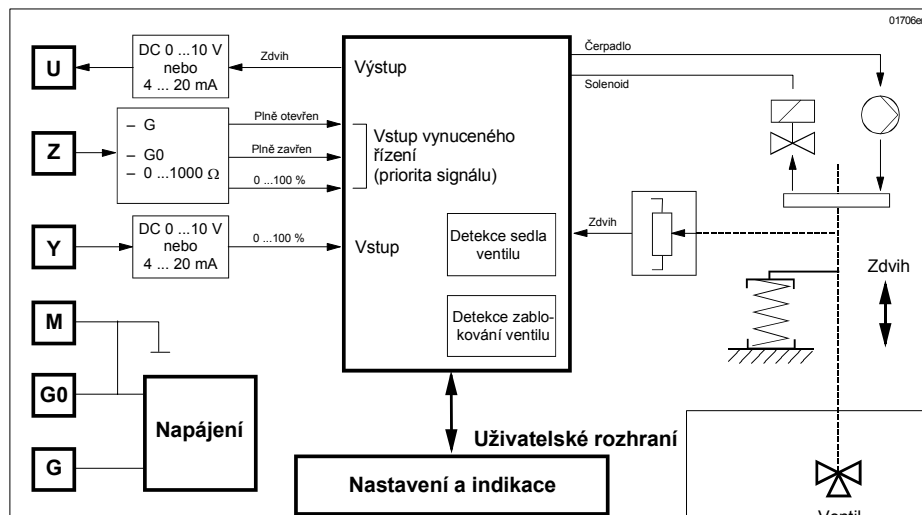 01706en
U
DC 0 ...10 V
nebo
4 ... 20 mA
Zdvih
Výstup
Čerpadlo
Solenoid
Z
– G
– G0
– 0 ...1000 Ω
Plně otevřen
Plně zavřen
0 ...100 %
Vstup vynuceného
řízení
(priorita signálu)
Y
DC 0 ...10 V
nebo
4 ... 20 mA
0 ...100 %
Vstup
Detekce sedla
ventilu
Zdvih
Zdvih
Detekce zablo-
kování ventilu
M
G0
G
Napájení
Uživatelské rozhraní
Nastavení a indikace
Ventil